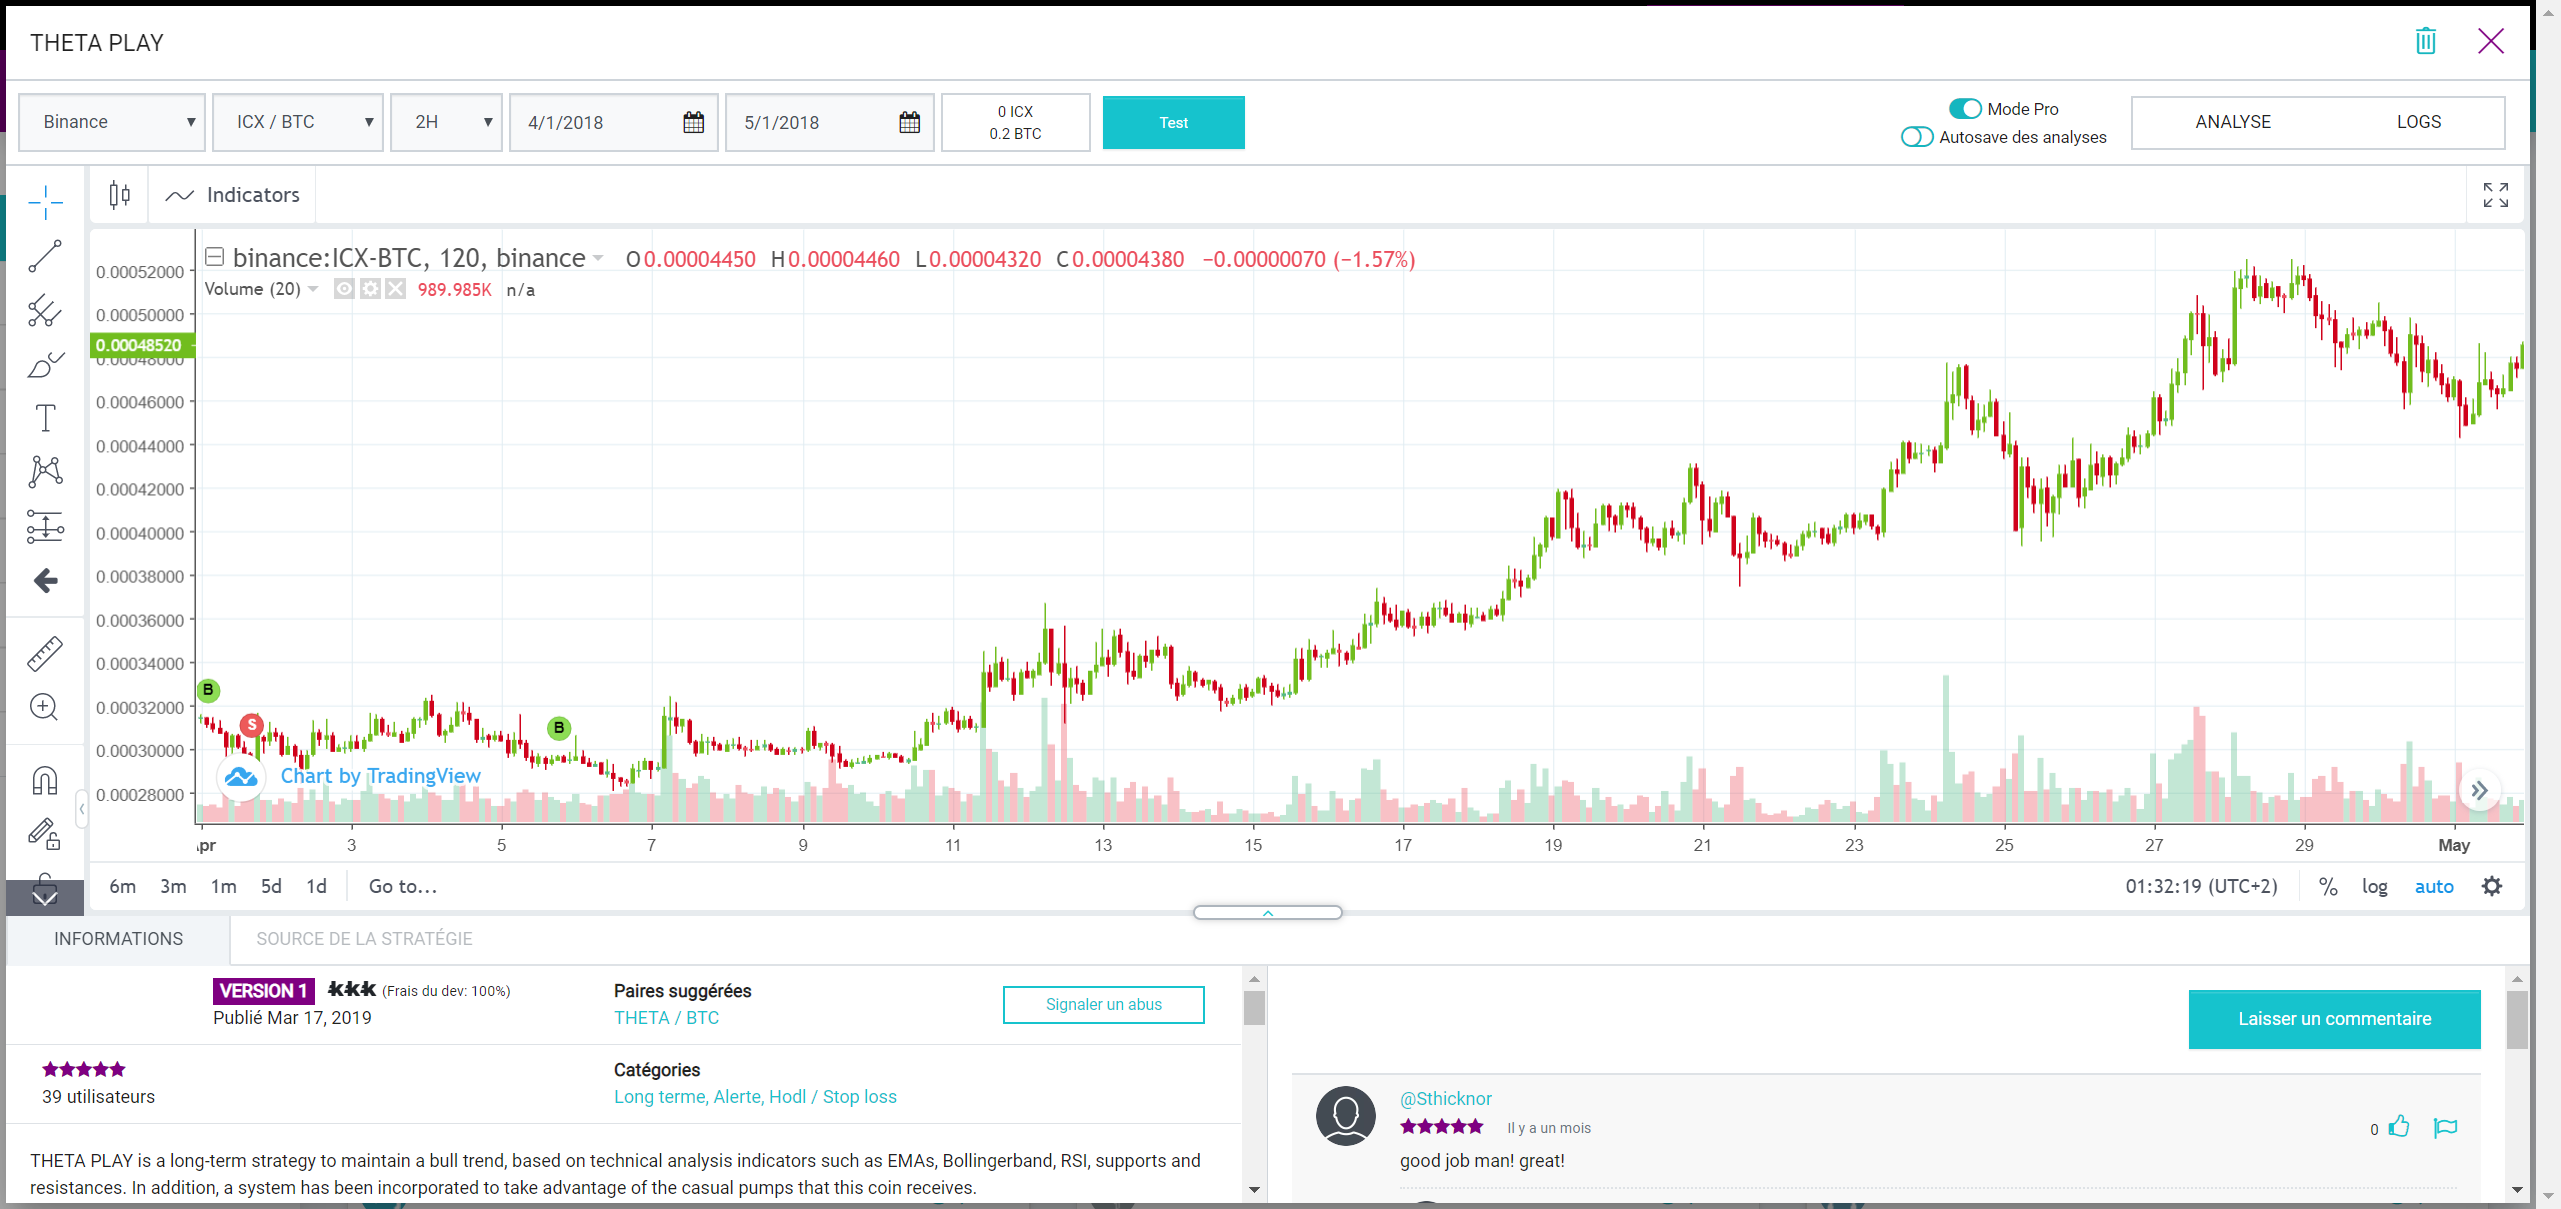 THETA PLAY
Binance ICX / BTC 2H 4/1/2018 5/1/2018 0 ICX Test
0.2 BTC
Mode Pro
Autosave des analyses
ANALYSE LOGS
Indicators
binance:ICX-BTC, 120, binance O0.00004450 H0.00004460 L0.00004320 C0.00004380 −0.00000070 (−1.57%)
Volume (20) 989.985K n/a
0.00052000
0.00050000
0.00048520
0.00048000
0.00046000
0.00044000
0.00042000
0.00040000
0.00038000
0.00036000
0.00034000
0.00032000
0.00030000
0.00028000
B
S
B
Chart by TradingView
pr 3 5 7 9 11 13 15 17 19 21 23 25 27 29 May
6m 3m 1m 5d 1d Go to... 01:32:19 (UTC+2) % log auto
INFORMATIONS SOURCE DE LA STRATÉGIE
VERSION 1 (Frais du dev: 100%)
Publié Mar 17, 2019
Paires suggérées
THETA / BTC
Signaler un abus
39 utilisateurs
Catégories
Long terme, Alerte, Hodl / Stop loss
THETA PLAY is a long-term strategy to maintain a bull trend, based on technical analysis indicators such as EMAs, Bollingerband, RSI, supports and
resistances. In addition, a system has been incorporated to take advantage of the casual pumps that this coin receives.
Laisser un commentaire
@Sthicknor
Il y a un mois
0
good job man! great!